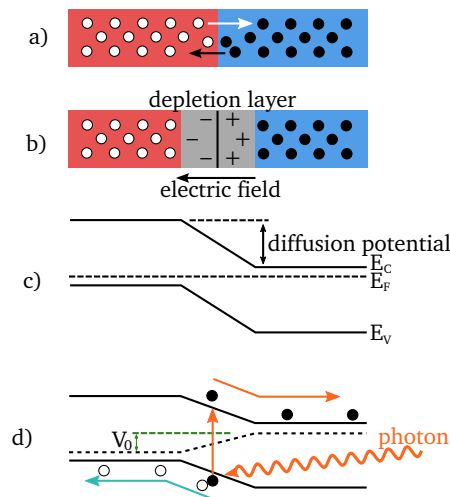 a)
depletion layer
b)
− + − + − +
electric field
diffusion potential
E_C
c)
E_F
E_V
V_0
photon
d)